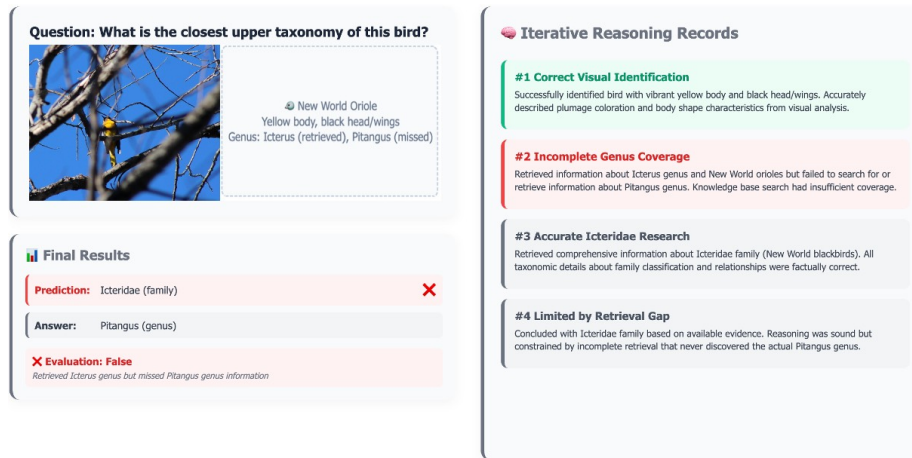 Question: What is the closest upper taxonomy of this bird?
New World Oriole
Yellow body, black head/wings
Genus: Icterus (retrieved), Pitangus (missed)
Final Results
Prediction: Icteridae (family)
Answer: Pitangus (genus)
Evaluation: False
Retrieved Icterus genus but missed Pitangus genus information
Iterative Reasoning Records
#1 Correct Visual Identification
Successfully identified bird with vibrant yellow body and black head/wings. Accurately
described plumage coloration and body shape characteristics from visual analysis.
#2 Incomplete Genus Coverage
Retrieved information about Icterus genus and New World orioles but failed to search for or
retrieve information about Pitangus genus. Knowledge base search had insufficient coverage.
#3 Accurate Icteridae Research
Retrieved comprehensive information about Icteridae family (New World blackbirds). All
taxonomic details about family classification and relationships were factually correct.
#4 Limited by Retrieval Gap
Concluded with Icteridae family based on available evidence. Reasoning was sound but
constrained by incomplete retrieval that never discovered the actual Pitangus genus.